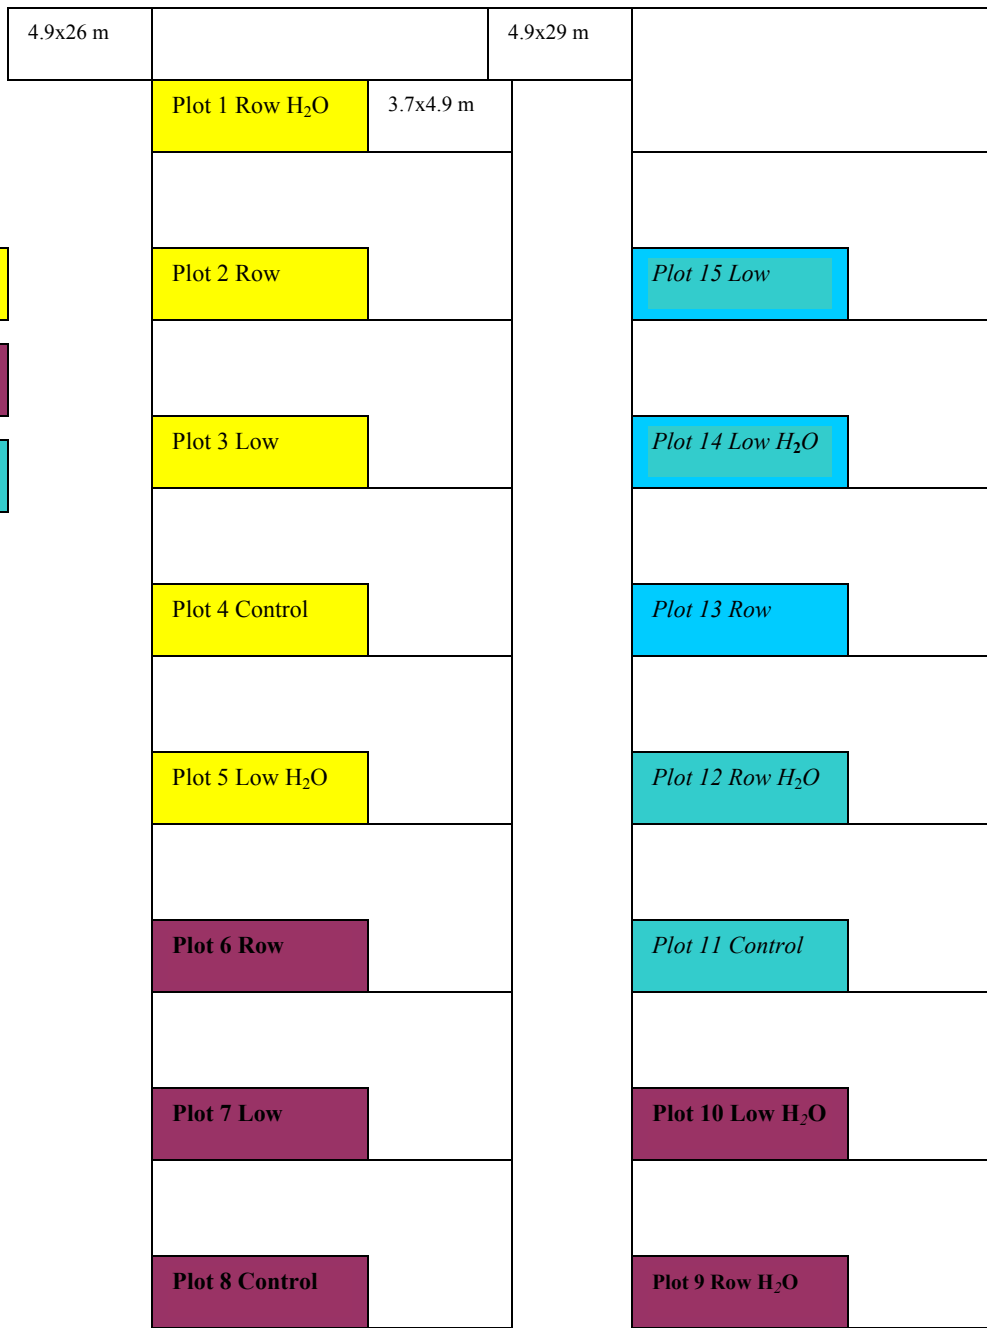 4.9x26 m
4.9x29 m
Plot 1 Row H₂O
3.7x4.9 m
Plot 2 Row
Plot 15 Low
Plot 3 Low
Plot 14 Low H₂O
Plot 4 Control
Plot 13 Row
Plot 5 Low H₂O
Plot 12 Row H₂O
Plot 6 Row
Plot 11 Control
Plot 7 Low
Plot 10 Low H₂O
Plot 8 Control
Plot 9 Row H₂O